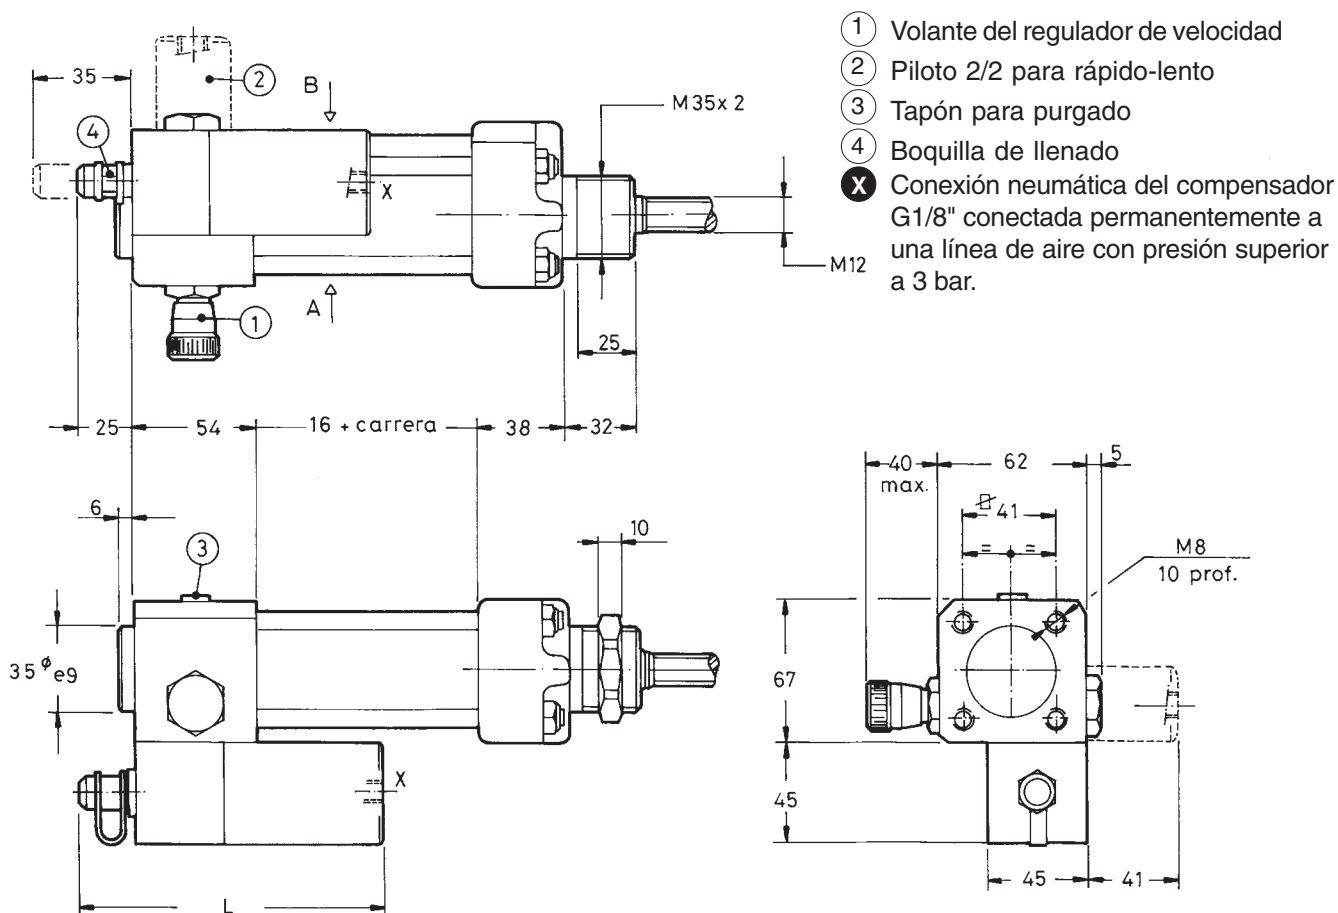 1 Volante del regulador de velocidad
2 Piloto 2/2 para rápido-lento
3 Tapón para purgado
4 Boquilla de llenado
X Conexión neumática del compensador
G1/8" conectada permanentemente a
una línea de aire con presión superior
a 3 bar.
35
2
B
M35x2
4
X
M12
A
1
25
25
54
16 + carrera
38
32
6
3
10
35 ϕ e9
X
L
40
max.
62
5
41
= =
M8
10 prof.
67
45
45
41